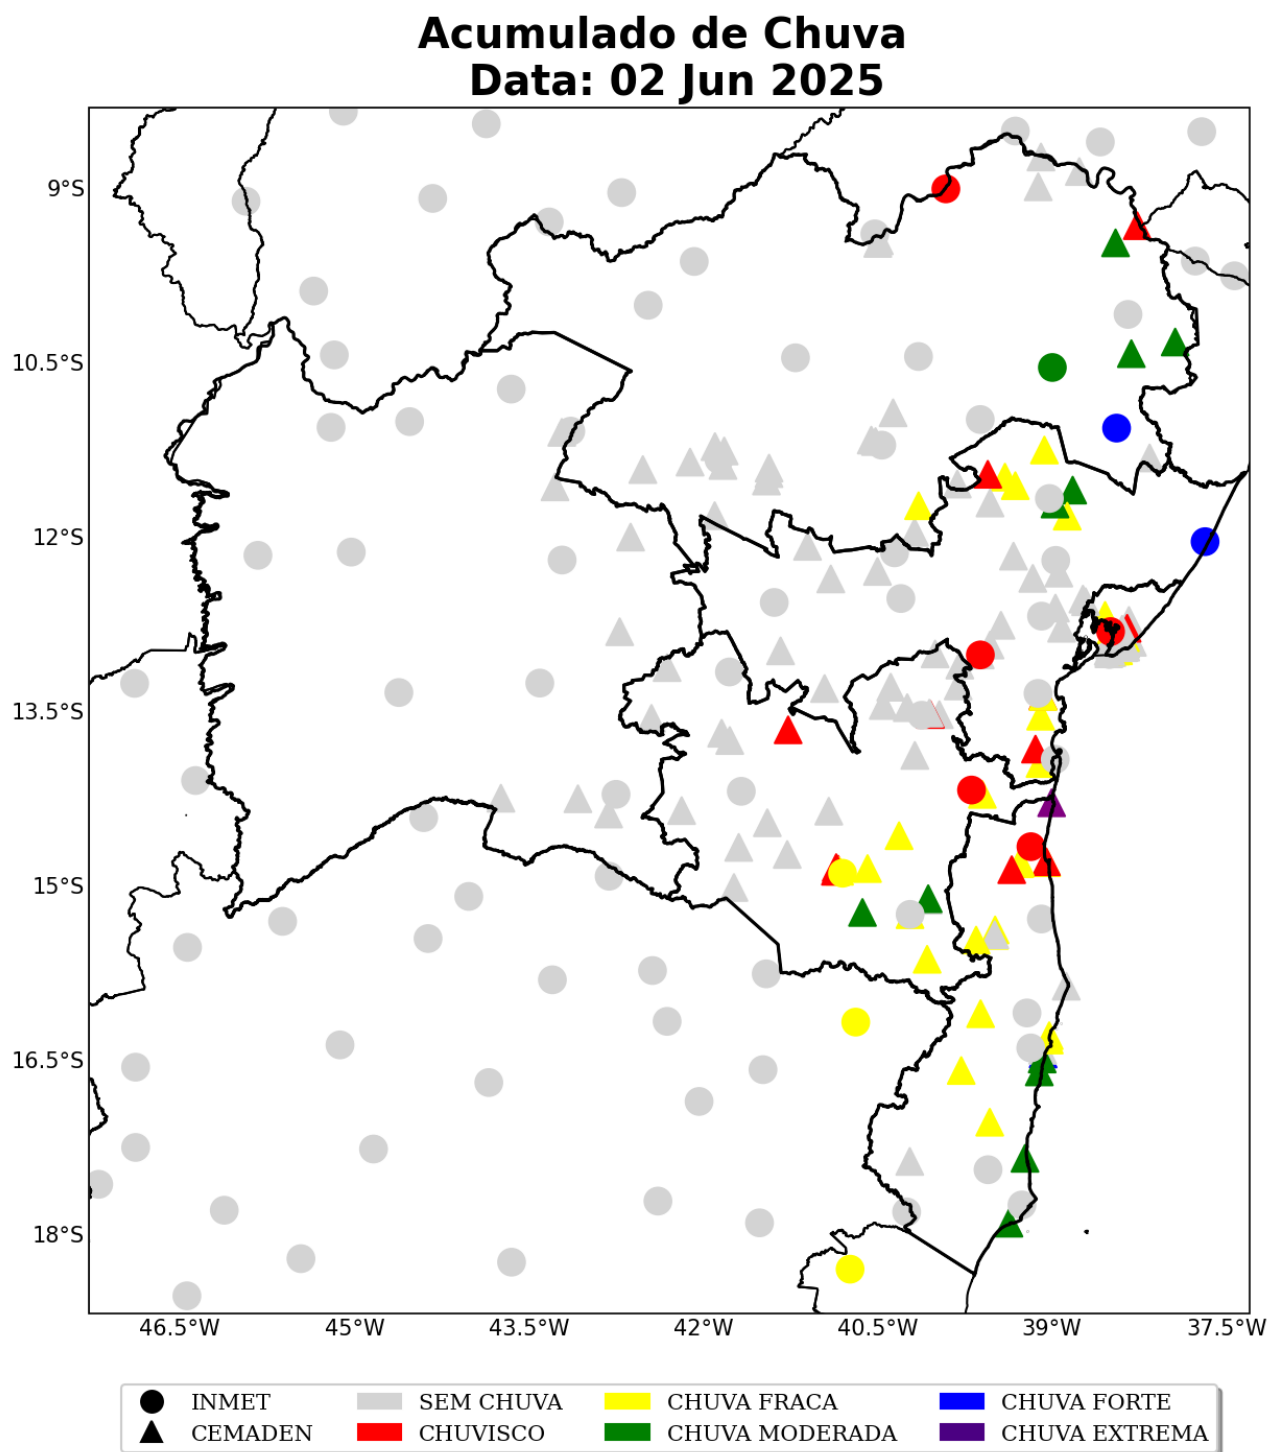 Acumulado de Chuva
Data: 02 Jun 2025
9°S
10.5°S
12°S
13.5°S
15°S
16.5°S
18°S
46.5°W 45°W 43.5°W 42°W 40.5°W 39°W 37.5°W
INMET SEM CHUVA CHUVA FRACA CHUVA FORTE
CEMADEN CHUVISCO CHUVA MODERADA CHUVA EXTREMA